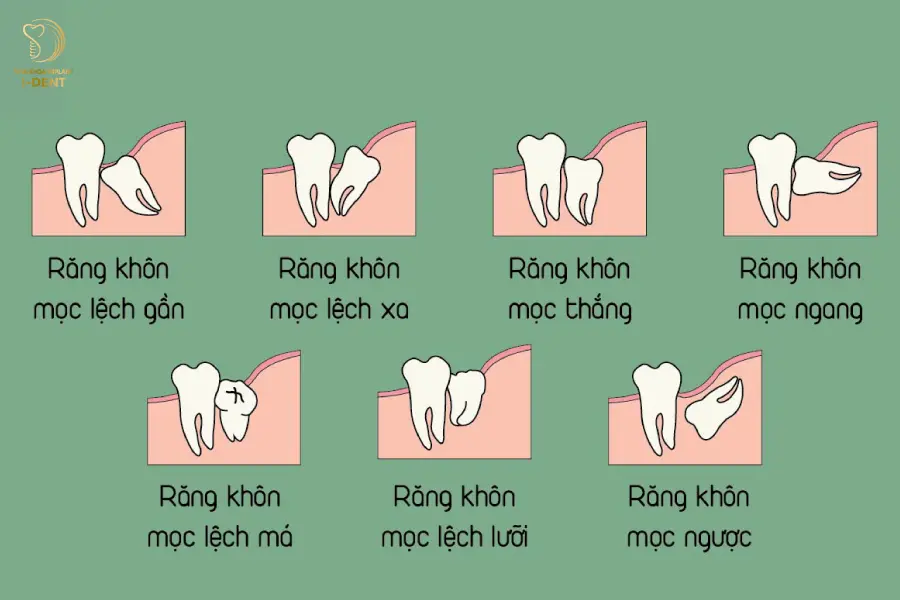 DENT
Răng khôn
mọc lệch gần
Răng khôn
mọc lệch xa
Răng khôn
mọc thẳng
Răng khôn
mọc ngang
Răng khôn
mọc lệch má
Răng khôn
mọc lệch lưỡi
Răng khôn
mọc ngược